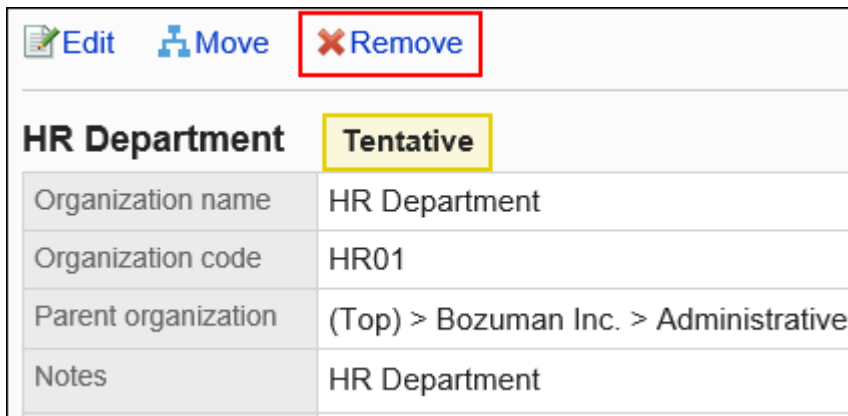 Edit Move Remove
HR Department Tentative
Organization name HR Department
Organization code HR01
Parent organization (Top) > Bozuman Inc. > Administrative
Notes HR Department